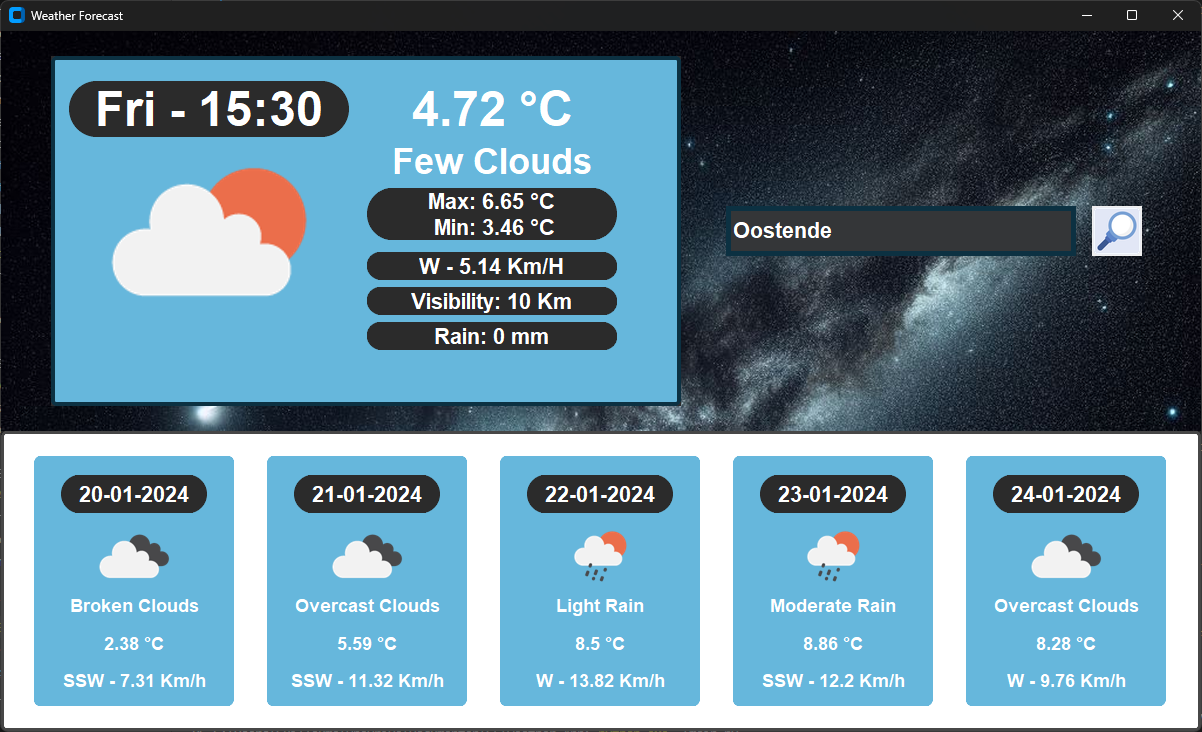 Weather Forecast
Fri - 15:30
4.72 °C
Few Clouds
Max: 6.65 °C
Min: 3.46 °C
W - 5.14 Km/H
Visibility: 10 Km
Rain: 0 mm
Oostende
20-01-2024
Broken Clouds
2.38 °C
SSW - 7.31 Km/h
21-01-2024
Overcast Clouds
5.59 °C
SSW - 11.32 Km/h
22-01-2024
Light Rain
8.5 °C
W - 13.82 Km/h
23-01-2024
Moderate Rain
8.86 °C
SSW - 12.2 Km/h
24-01-2024
Overcast Clouds
8.28 °C
W - 9.76 Km/h